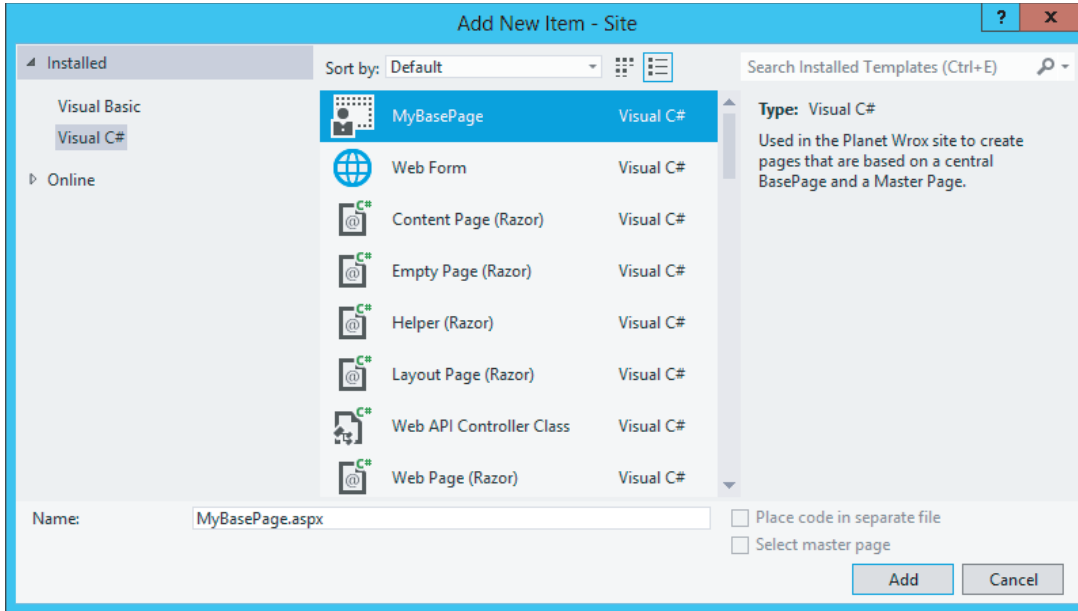 Add New Item - Site
? x
Installed
Visual Basic
Visual C#
Online
Sort by: Default
Search Installed Templates (Ctrl+E)
MyBasePage Visual C#
Web Form Visual C#
C#
@
Content Page (Razor) Visual C#
C#
@
Empty Page (Razor) Visual C#
C#
@
Helper (Razor) Visual C#
C#
@
Layout Page (Razor) Visual C#
C#
Web API Controller Class Visual C#
C#
@
Web Page (Razor) Visual C#
Type: Visual C#
Used in the Planet Wrox site to create
pages that are based on a central
BasePage and a Master Page.
Name: MyBasePage.aspx
Place code in separate file
Select master page
Add Cancel